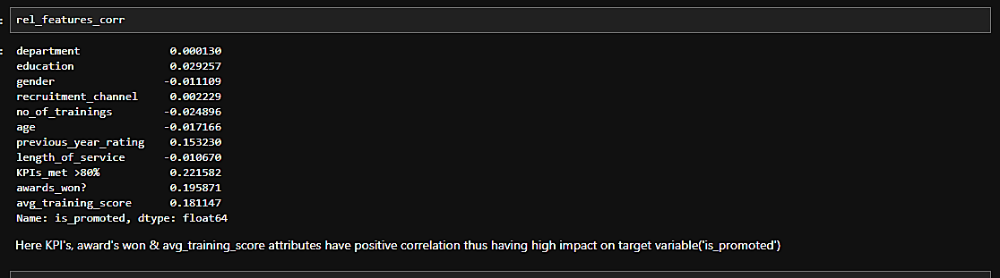 : rel_features_corr
: department 0.000130
education 0.029257
gender -0.011109
recruitment_channel 0.002229
no_of_trainings -0.024896
age -0.017166
previous_year_rating 0.153230
length_of_service -0.010670
KPIs_met >80% 0.221582
awards_won? 0.195871
avg_training_score 0.181147
Name: is_promoted, dtype: float64
Here KPI's, award's won & avg_training_score attributes have positive correlation thus having high impact on target variable('is_promoted')